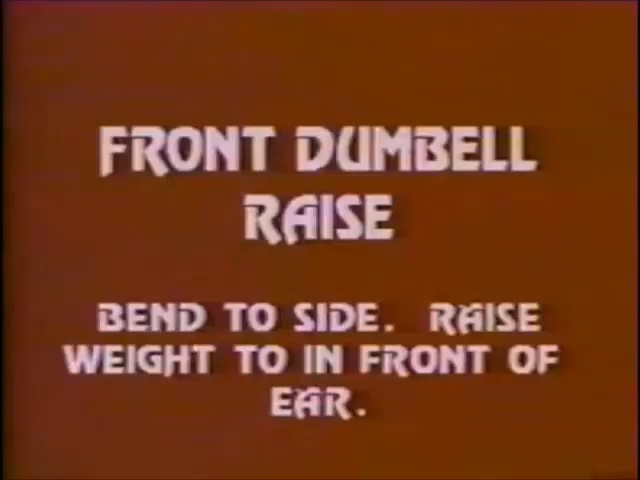 FRONT DUMBELL
RAISE
BEND TO SIDE. RAISE
WEIGHT TO IN FRONT OF
EAR.